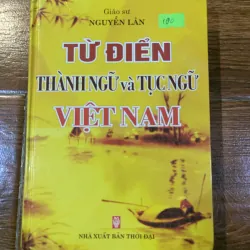 Giáo sư
NGUYỄN LÂN
TỪ ĐIỂN
THÀNH NGỮ và TỤC NGỮ
VIỆT NAM
NHÀ XUẤT BẢN THỜI ĐẠI